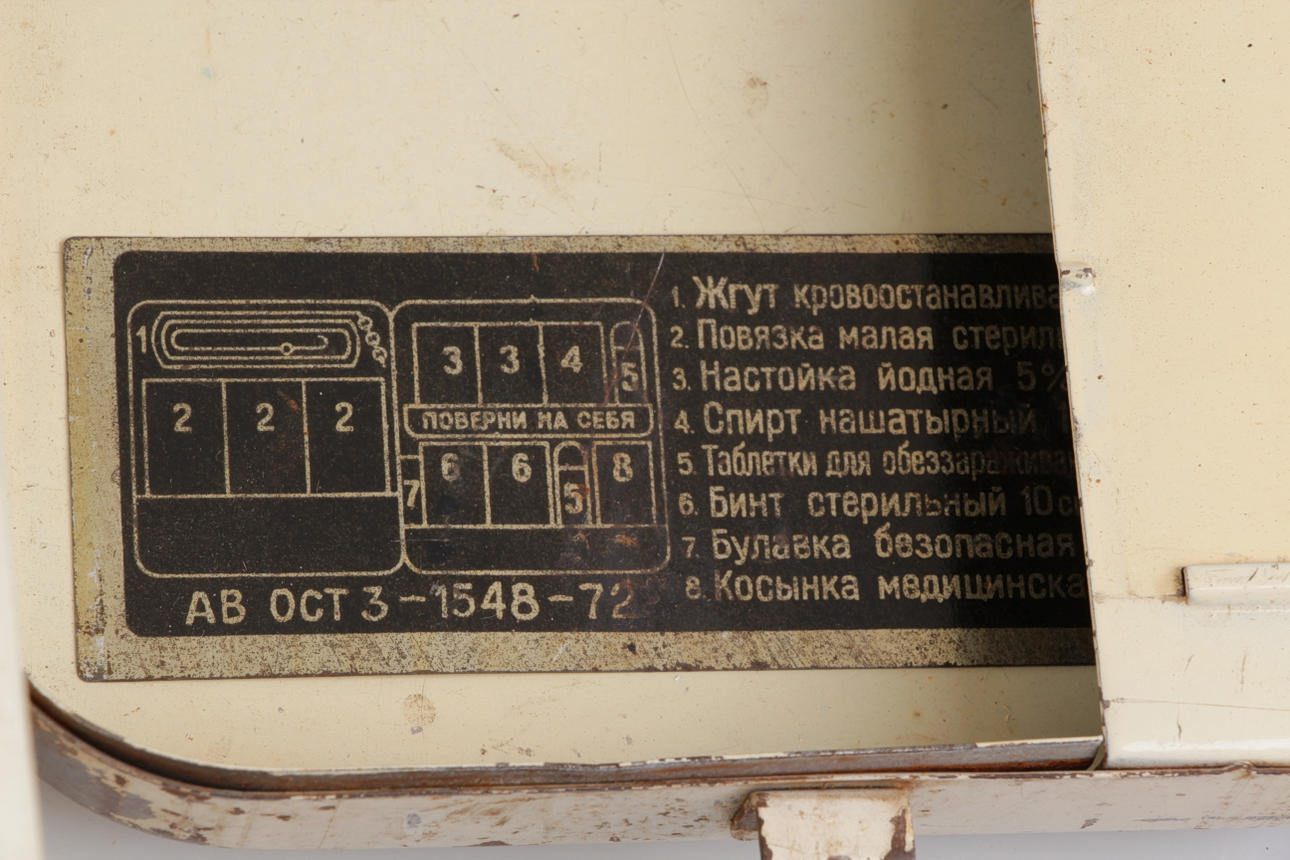 1
2 2 2
3 3 4 5
ПОВЕРНИ НА СЕБЯ
7 6 6 5 8
АВ ОСТ 3-1548-72
1. Жгут кровоостанавлива
2. Повязка малая стерил
3. Настойка йодная 5%
4. Спирт нашатырный 1
5. Таблетки для обеззаражива
6. Бинт стерильный 10 с
7. Булавка безопасная
8. Косынка медицинска